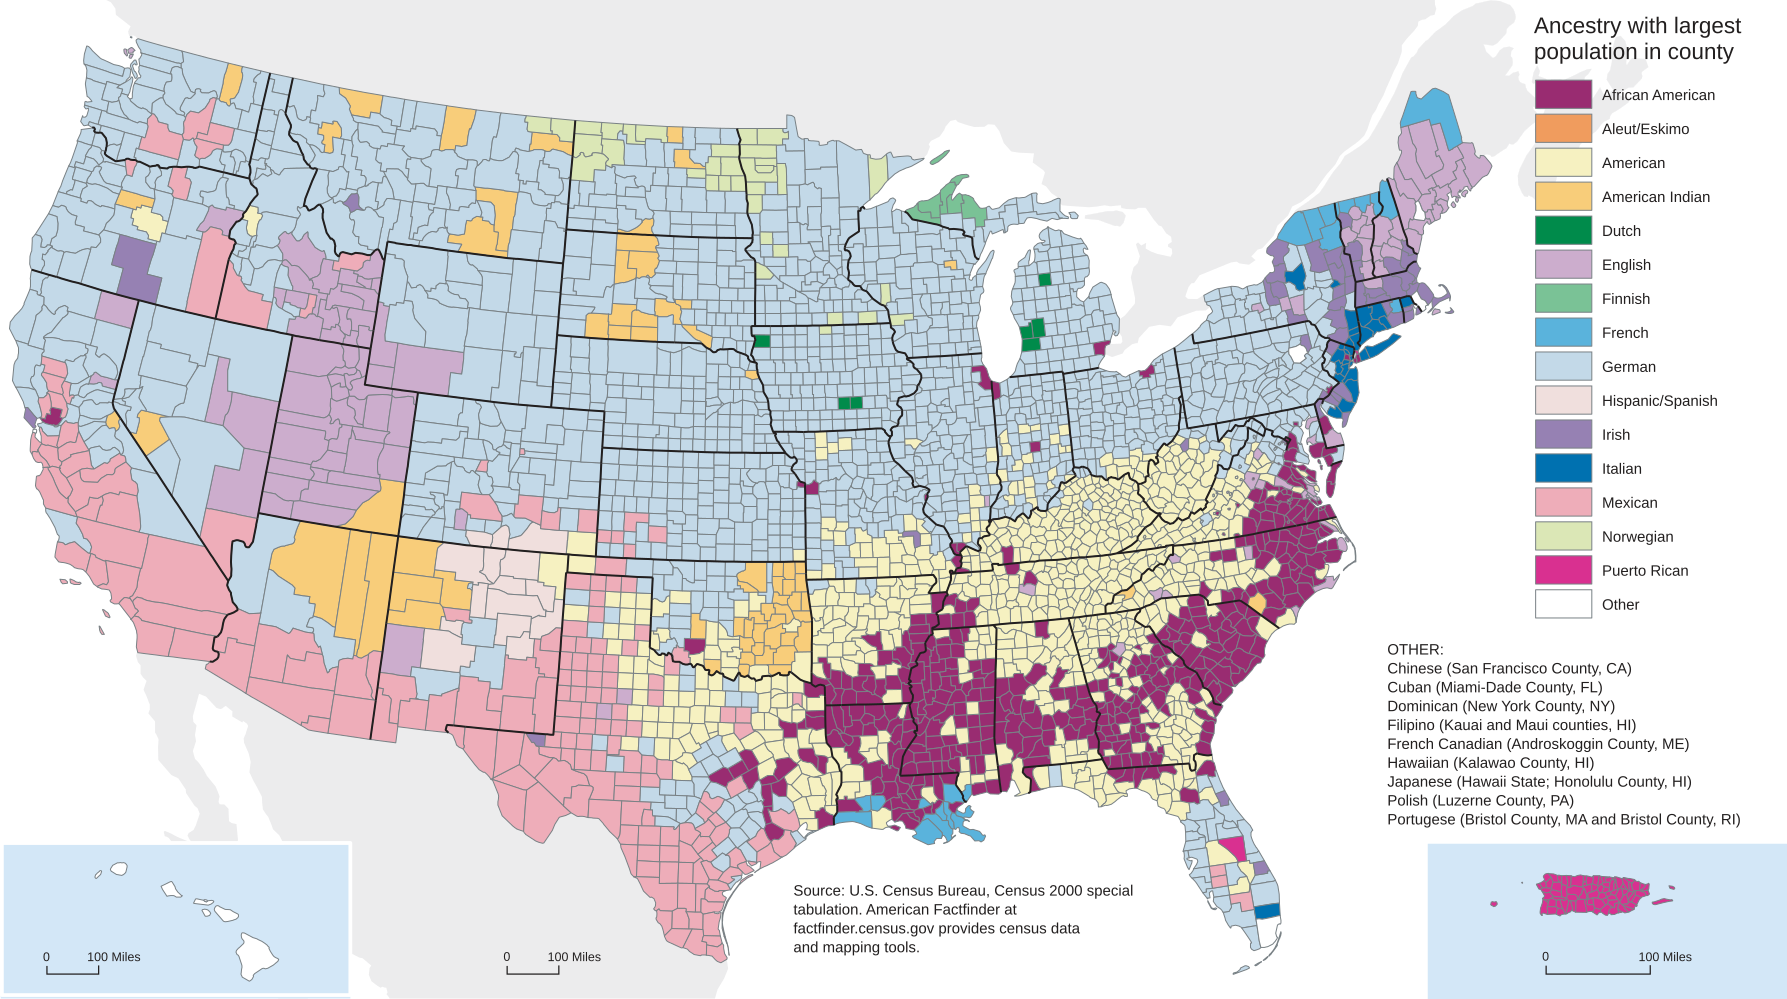 Ancestry with largest
population in county
African American
Aleut/Eskimo
American
American Indian
Dutch
English
Finnish
French
German
Hispanic/Spanish
Irish
Italian
Mexican
Norwegian
Puerto Rican
Other
OTHER:
Chinese (San Francisco County, CA)
Cuban (Miami-Dade County, FL)
Dominican (New York County, NY)
Filipino (Kauai and Maui counties, HI)
French Canadian (Androskoggin County, ME)
Hawaiian (Kalawao County, HI)
Japanese (Hawaii State; Honolulu County, HI)
Polish (Luzerne County, PA)
Portugese (Bristol County, MA and Bristol County, RI)
Source: U.S. Census Bureau, Census 2000 special
tabulation. American Factfinder at
factfinder.census.gov provides census data
and mapping tools.
0 100 Miles
0 100 Miles
0 100 Miles